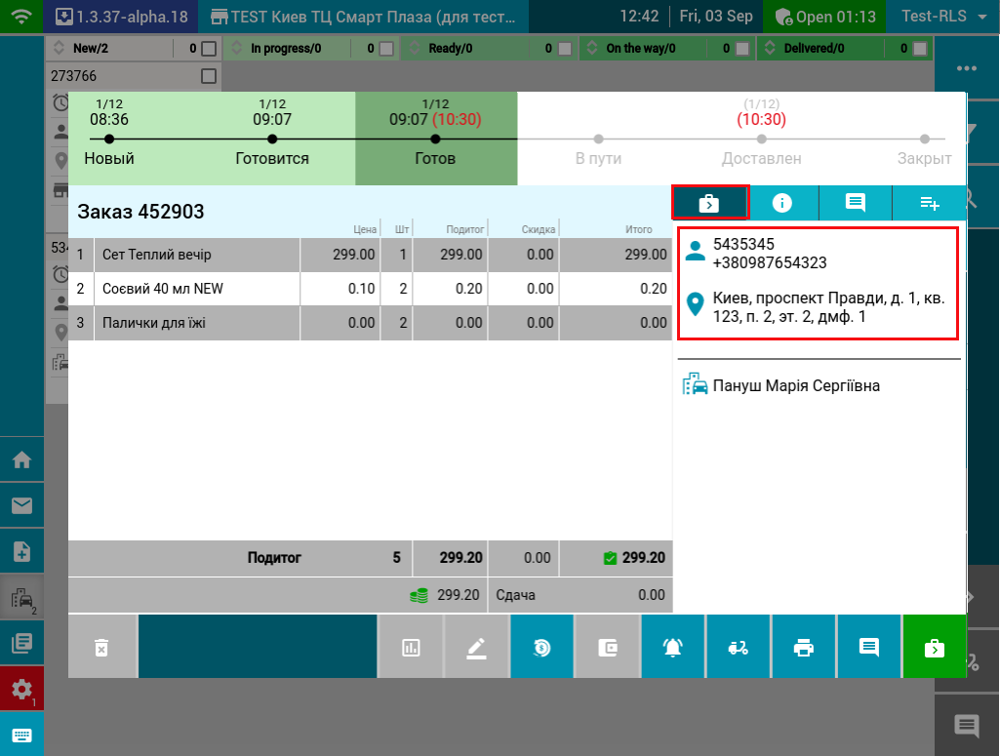 1.3.37-alpha.18
TEST Киев ТЦ Смарт Плаза (для тест...
12:42
Fri, 03 Sep
Open 01:13
Test-RLS
New/2 0
In progress/0 0
Ready/0 0
On the way/0 0
Delivered/0 0
273766
1/12
08:36
Новый
1/12
09:07
Готовится
1/12
09:07 (10:30)
Готов
В пути
(1/12)
(10:30)
Доставлен
Закрыт
Заказ 452903
Цена Шт Подитог Скидка Итого
1 Сет Теплий вечір 299.00 1 299.00 0.00 299.00
2 Соєвий 40 мл NEW 0.10 2 0.20 0.00 0.20
3 Палички для їжі 0.00 2 0.00 0.00 0.00
5435345
+380987654323
Киев, проспект Правди, д. 1, кв.
123, п. 2, эт. 2, дмф. 1
Пануш Марія Сергіївна
Подитог 5 299.20 0.00 299.20
299.20 Сдача 0.00
2
1